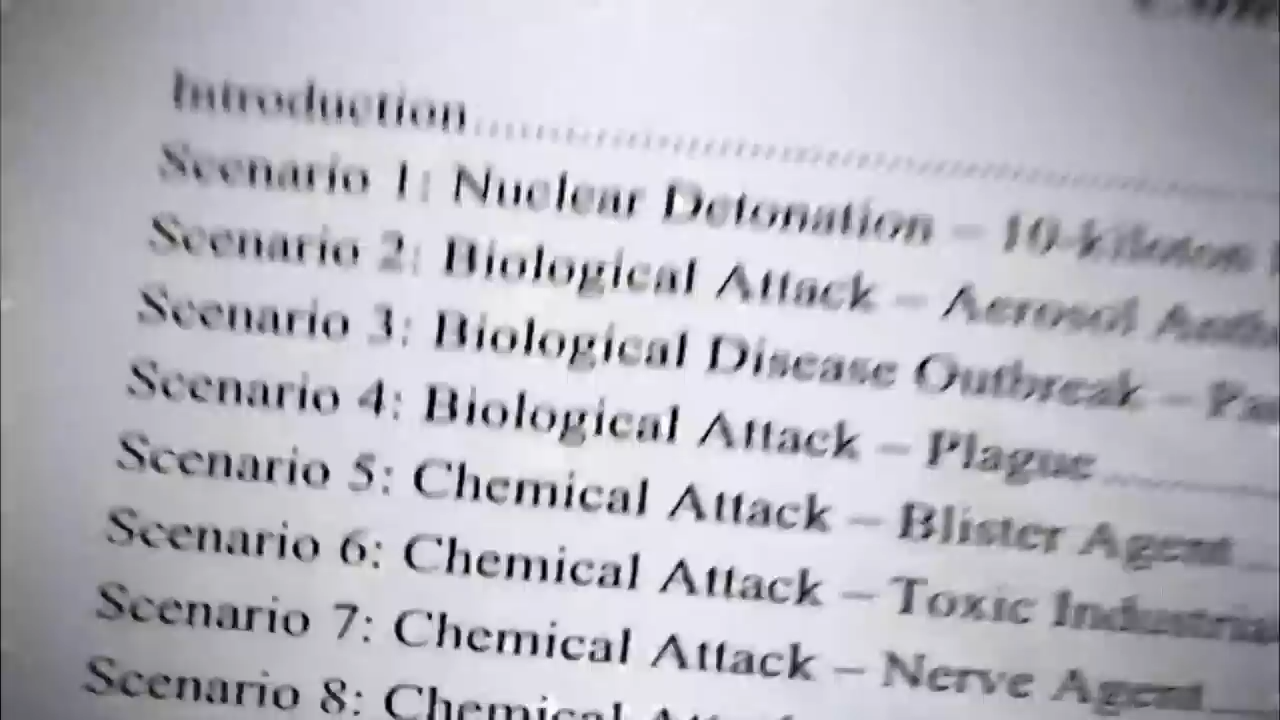 Introduction
Scenario 1: Nuclear Detonation – 10-kiloton
Scenario 2: Biological Attack – Aerosol
Scenario 3: Biological Disease Outbreak –
Scenario 4: Biological Attack – Plague
Scenario 5: Chemical Attack – Blister Agent
Scenario 6: Chemical Attack – Toxic
Scenario 7: Chemical Attack – Nerve Agent
Scenario 8: